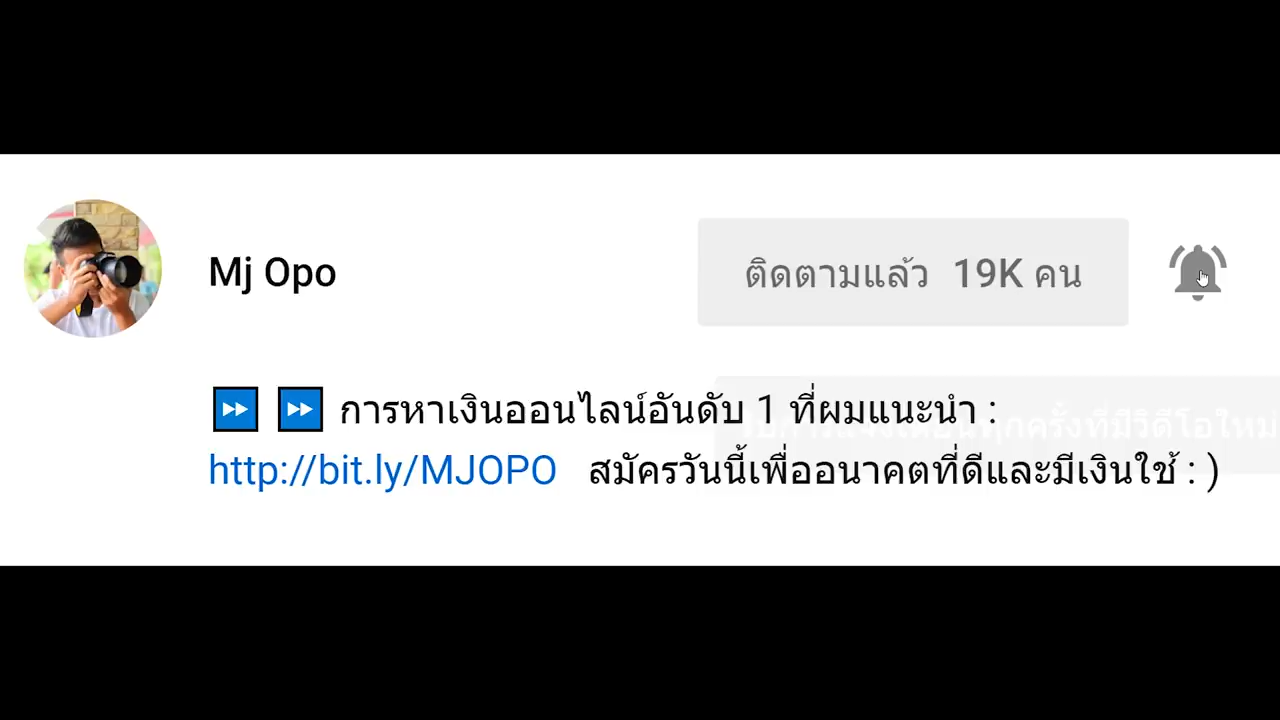 Mj Opo
ติดตามแล้ว 19K คน
⏩ ⏩ การหาเงินออนไลน์อันดับ 1 ที่ผมแนะนำ :
http://bit.ly/MJOPO สมัครวันนี้เพื่ออนาคตที่ดีและมีเงินใช้ : )